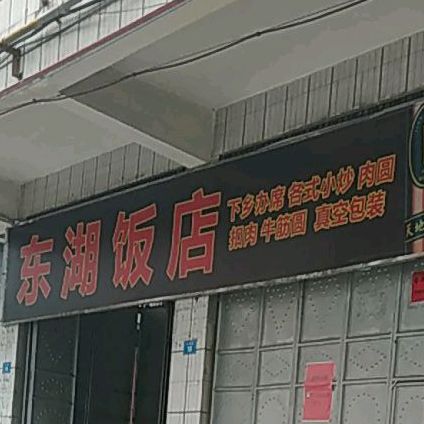 东湖饭店
下乡办席 各式小炒 肉圆
捆肉 牛筋圆 真空包装